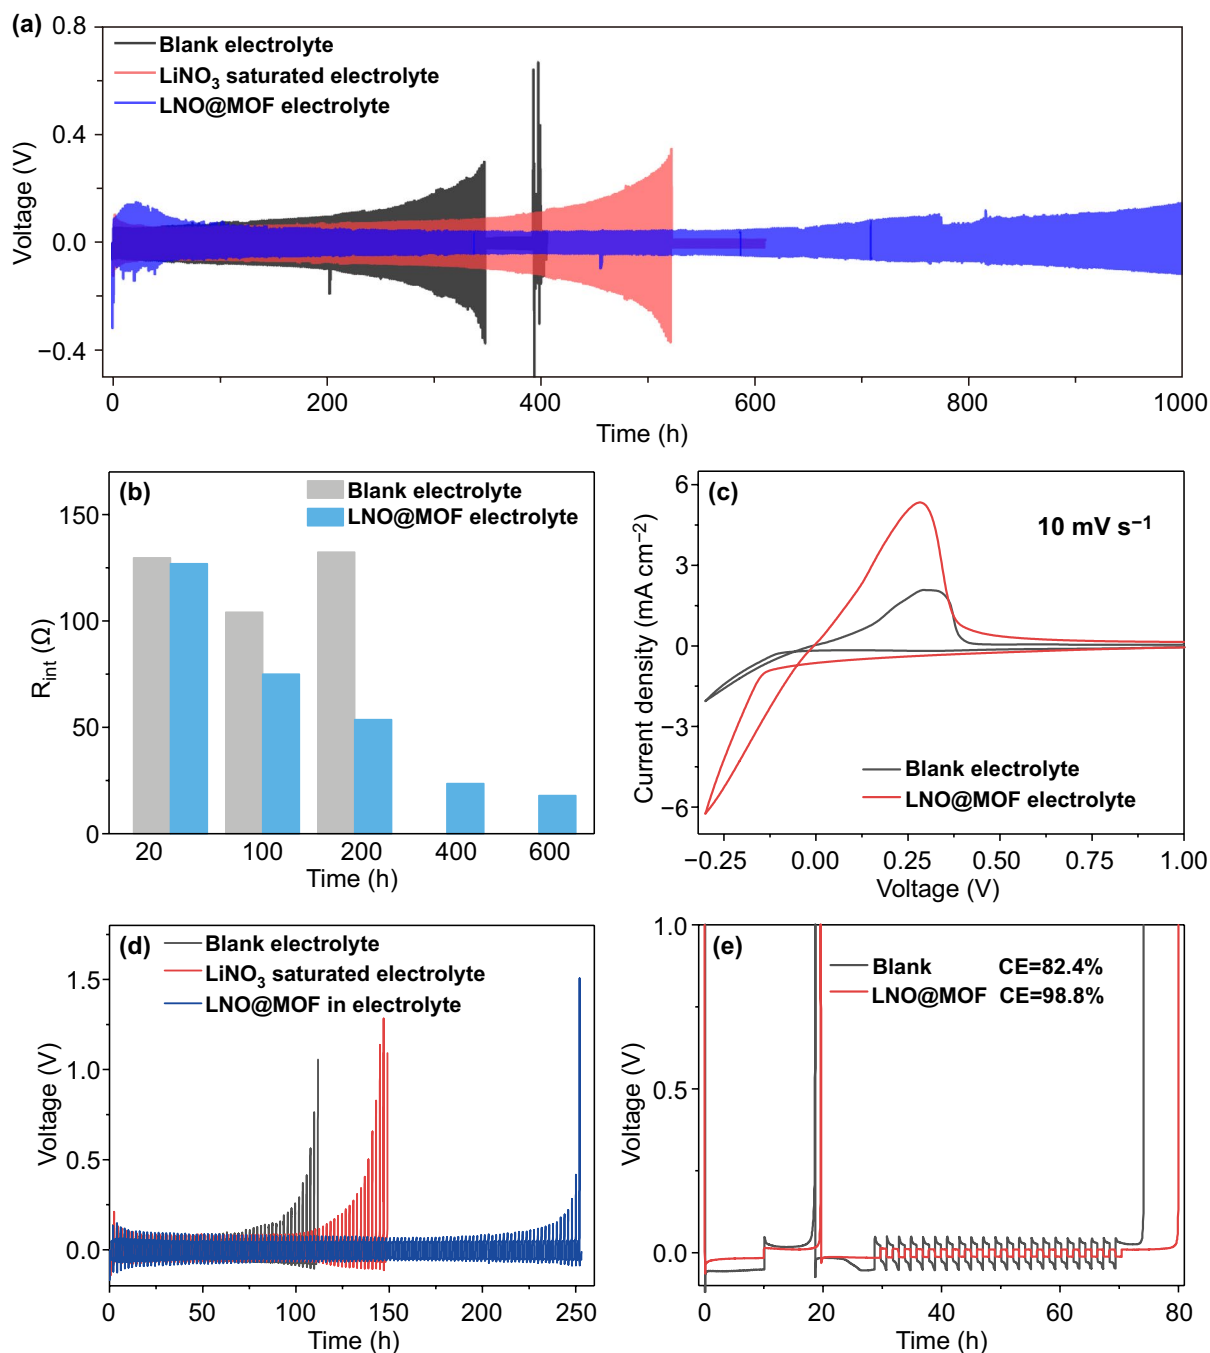 (a)
0.8
0.4
0.0
−0.4
Voltage (V)
Blank electrolyte
LiNO₃ saturated electrolyte
LNO@MOF electrolyte
0 200 400 600 800 1000
Time (h)
(b)
150
100
50
0
R_int (Ω)
Blank electrolyte
LNO@MOF electrolyte
20 100 200 400 600
Time (h)
(c)
6
3
0
−3
−6
Current density (mA cm⁻²)
10 mV s⁻¹
Blank electrolyte
LNO@MOF electrolyte
−0.25 0.00 0.25 0.50 0.75 1.00
Voltage (V)
(d)
1.5
1.0
0.5
0.0
Voltage (V)
Blank electrolyte
LiNO₃ saturated electrolyte
LNO@MOF in electrolyte
0 50 100 150 200 250
Time (h)
(e)
1.0
0.5
0.0
Voltage (V)
Blank CE=82.4%
LNO@MOF CE=98.8%
0 20 40 60 80
Time (h)